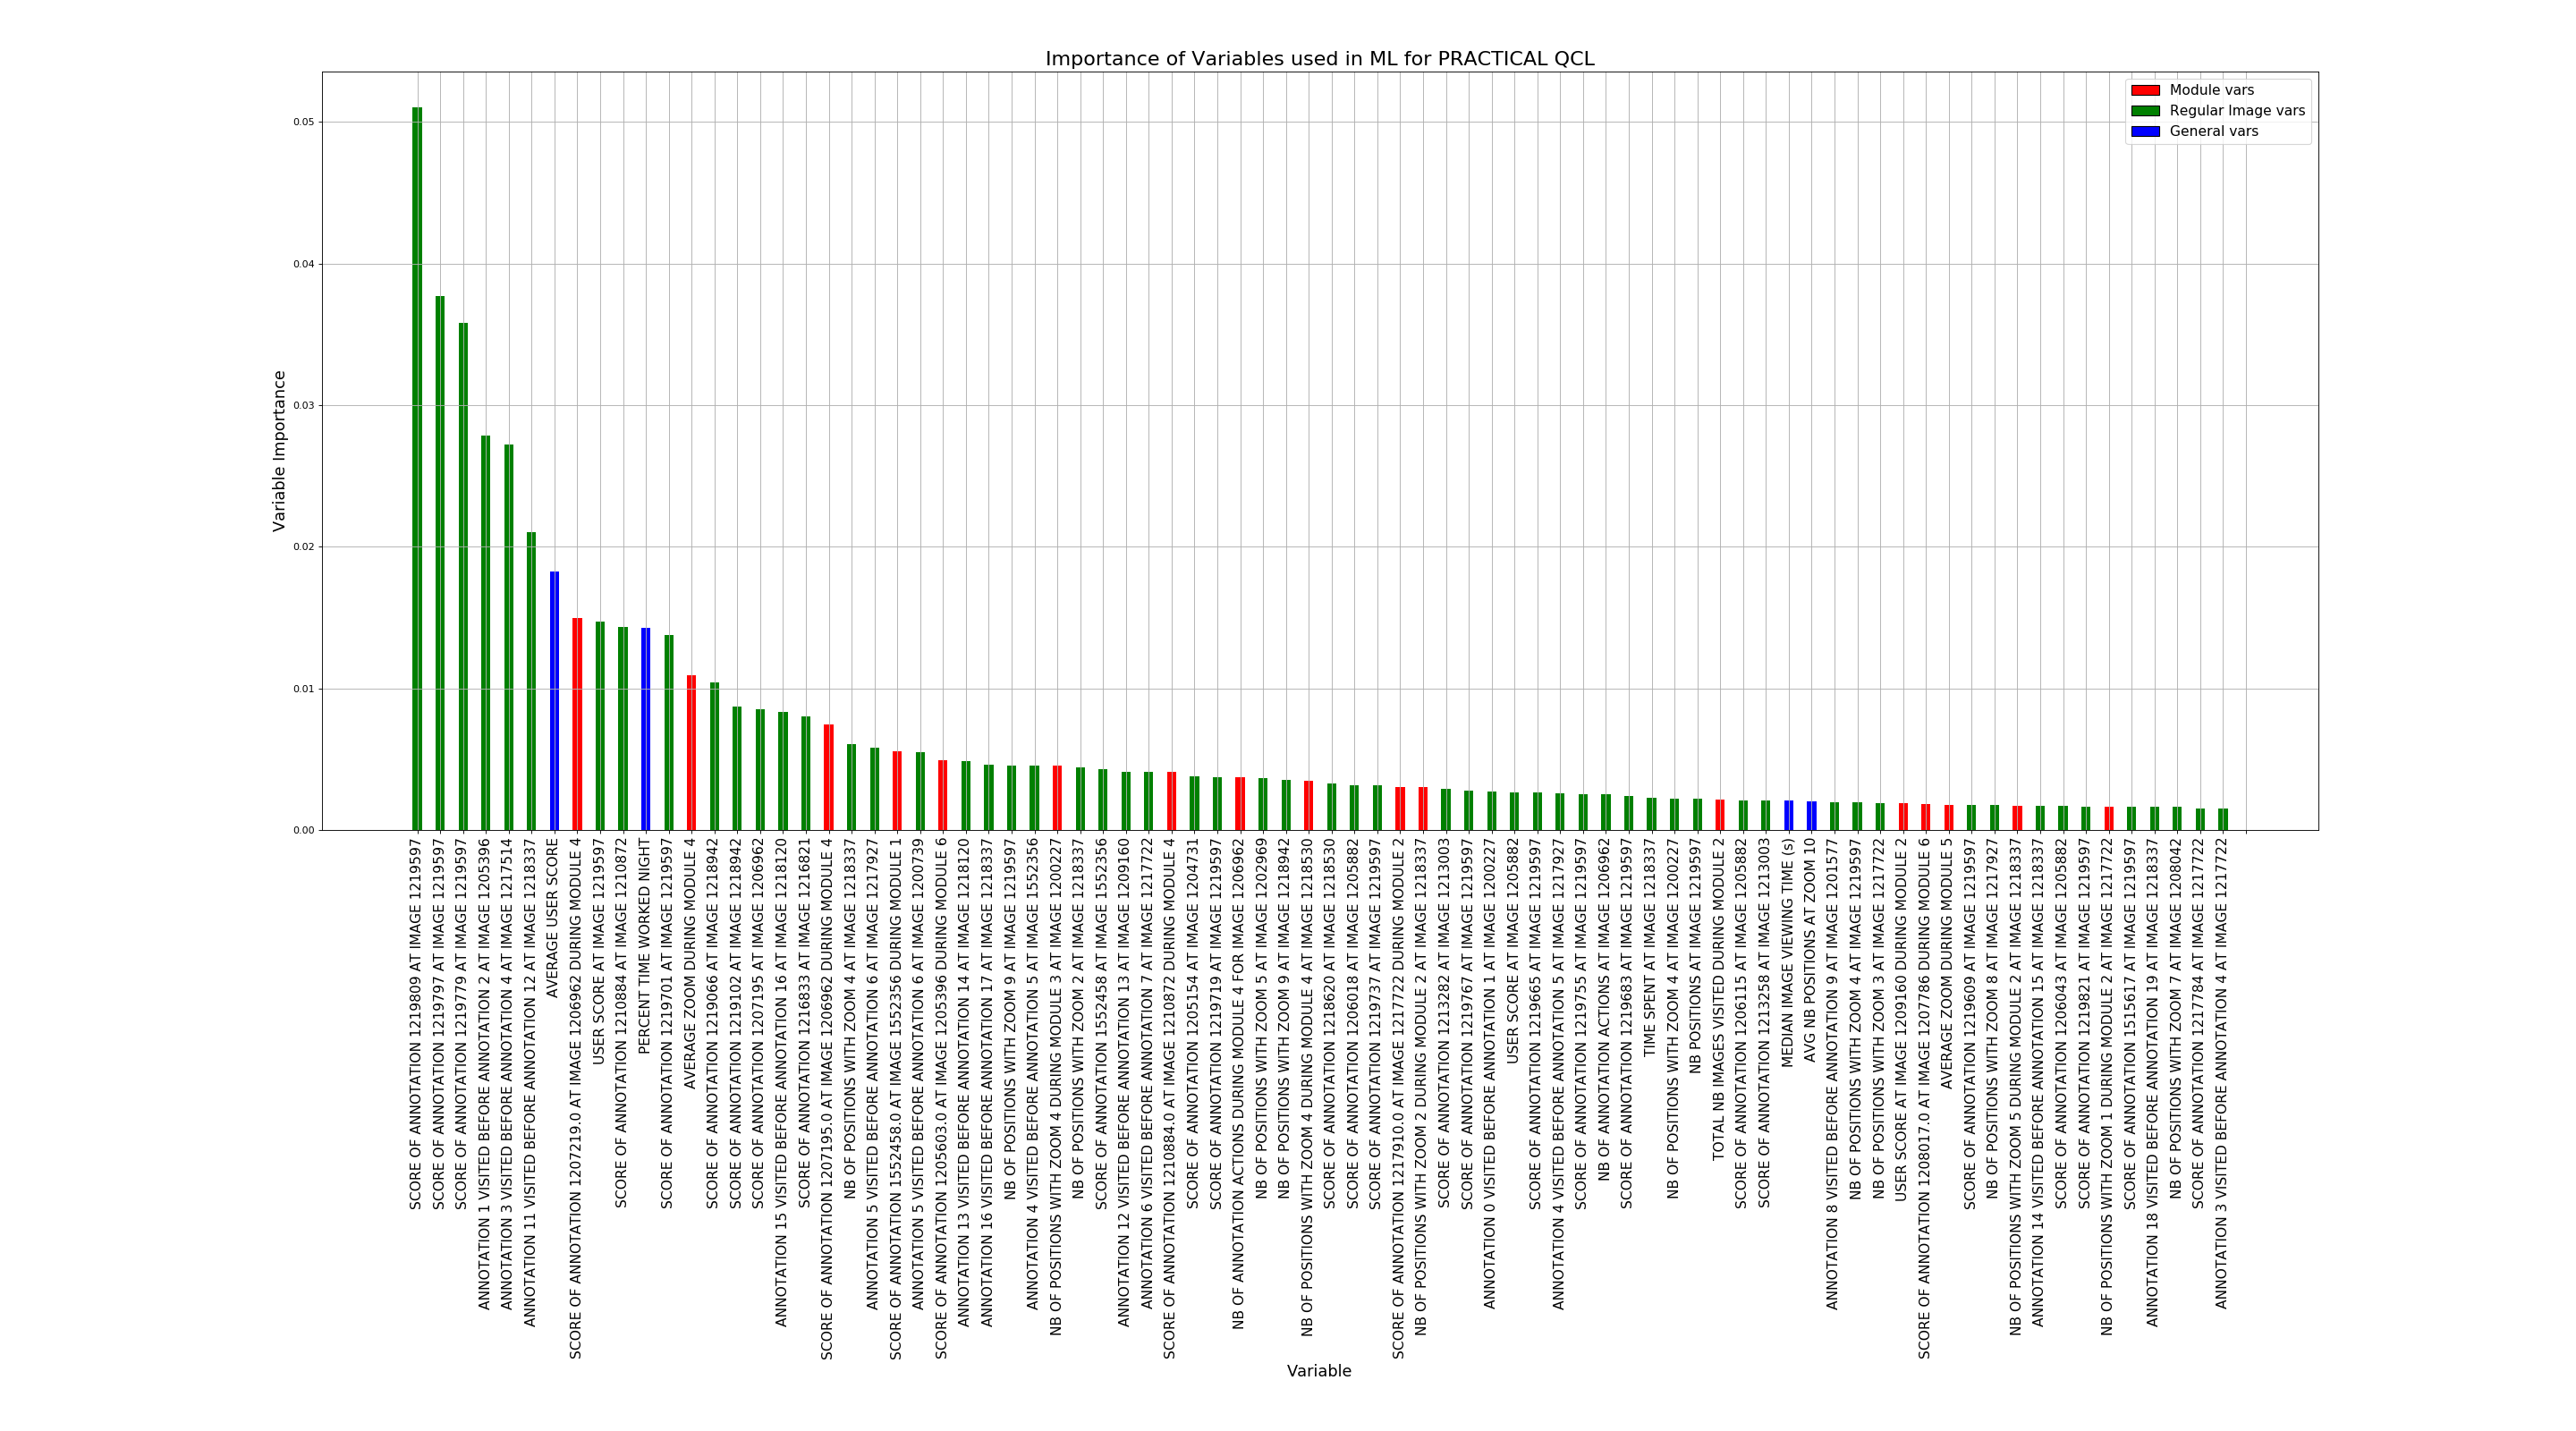 Importance of Variables used in ML for PRACTICAL QCL
Module vars
Regular Image vars
General vars
Variable Importance
0.05
0.04
0.03
0.02
0.01
0.00
SCORE OF ANNOTATION 1219809 AT IMAGE 1219597
SCORE OF ANNOTATION 1219797 AT IMAGE 1219597
SCORE OF ANNOTATION 1219779 AT IMAGE 1219597
ANNOTATION 1 VISITED BEFORE ANNOTATION 2 AT IMAGE 1205396
ANNOTATION 3 VISITED BEFORE ANNOTATION 4 AT IMAGE 1217514
ANNOTATION 11 VISITED BEFORE ANNOTATION 12 AT IMAGE 1218337
AVERAGE USER SCORE
SCORE OF ANNOTATION 1207219.0 AT IMAGE 1206962 DURING MODULE 4
USER SCORE AT IMAGE 1219597
SCORE OF ANNOTATION 1210884 AT IMAGE 1210872
PERCENT TIME WORKED NIGHT
SCORE OF ANNOTATION 1219701 AT IMAGE 1219597
AVERAGE ZOOM DURING MODULE 4
SCORE OF ANNOTATION 1219066 AT IMAGE 1218942
SCORE OF ANNOTATION 1219102 AT IMAGE 1218942
SCORE OF ANNOTATION 1207195 AT IMAGE 1206962
ANNOTATION 15 VISITED BEFORE ANNOTATION 16 AT IMAGE 1218120
SCORE OF ANNOTATION 1216833 AT IMAGE 1216821
SCORE OF ANNOTATION 1207195.0 AT IMAGE 1206962 DURING MODULE 4
NB OF POSITIONS WITH ZOOM 4 AT IMAGE 1218337
ANNOTATION 5 VISITED BEFORE ANNOTATION 6 AT IMAGE 1217927
SCORE OF ANNOTATION 1552458.0 AT IMAGE 1552356 DURING MODULE 1
ANNOTATION 5 VISITED BEFORE ANNOTATION 6 AT IMAGE 1200739
SCORE OF ANNOTATION 1205603.0 AT IMAGE 1205396 DURING MODULE 6
ANNOTATION 13 VISITED BEFORE ANNOTATION 14 AT IMAGE 1218120
ANNOTATION 16 VISITED BEFORE ANNOTATION 17 AT IMAGE 1218337
NB OF POSITIONS WITH ZOOM 9 AT IMAGE 1219597
ANNOTATION 4 VISITED BEFORE ANNOTATION 5 AT IMAGE 1552356
NB OF POSITIONS WITH ZOOM 4 DURING MODULE 3 AT IMAGE 1200227
NB OF POSITIONS WITH ZOOM 2 AT IMAGE 1218337
SCORE OF ANNOTATION 1552458 AT IMAGE 1552356
ANNOTATION 12 VISITED BEFORE ANNOTATION 13 AT IMAGE 1209160
ANNOTATION 6 VISITED BEFORE ANNOTATION 7 AT IMAGE 1217722
SCORE OF ANNOTATION 1210884.0 AT IMAGE 1210872 DURING MODULE 4
SCORE OF ANNOTATION 1205154 AT IMAGE 1204731
SCORE OF ANNOTATION 1219719 AT IMAGE 1219597
NB OF ANNOTATION ACTIONS DURING MODULE 4 FOR IMAGE 1206962
NB OF POSITIONS WITH ZOOM 5 AT IMAGE 1202969
NB OF POSITIONS WITH ZOOM 9 AT IMAGE 1218942
NB OF POSITIONS WITH ZOOM 4 DURING MODULE 4 AT IMAGE 1218530
SCORE OF ANNOTATION 1218620 AT IMAGE 1218530
SCORE OF ANNOTATION 1206018 AT IMAGE 1205882
SCORE OF ANNOTATION 1219737 AT IMAGE 1219597
SCORE OF ANNOTATION 1217910.0 AT IMAGE 1217722 DURING MODULE 2
NB OF POSITIONS WITH ZOOM 2 DURING MODULE 2 AT IMAGE 1218337
SCORE OF ANNOTATION 1213282 AT IMAGE 1213003
SCORE OF ANNOTATION 1219767 AT IMAGE 1219597
ANNOTATION 0 VISITED BEFORE ANNOTATION 1 AT IMAGE 1200227
USER SCORE AT IMAGE 1205882
SCORE OF ANNOTATION 1219665 AT IMAGE 1219597
ANNOTATION 4 VISITED BEFORE ANNOTATION 5 AT IMAGE 1217927
SCORE OF ANNOTATION 1219755 AT IMAGE 1219597
NB OF ANNOTATION ACTIONS AT IMAGE 1206962
SCORE OF ANNOTATION 1219683 AT IMAGE 1219597
TIME SPENT AT IMAGE 1218337
NB OF POSITIONS WITH ZOOM 4 AT IMAGE 1200227
NB POSITIONS AT IMAGE 1219597
TOTAL NB IMAGES VISITED DURING MODULE 2
SCORE OF ANNOTATION 1206115 AT IMAGE 1205882
SCORE OF ANNOTATION 1213258 AT IMAGE 1213003
MEDIAN IMAGE VIEWING TIME (s)
AVG NB POSITIONS AT ZOOM 10
ANNOTATION 8 VISITED BEFORE ANNOTATION 9 AT IMAGE 1201577
NB OF POSITIONS WITH ZOOM 4 AT IMAGE 1219597
NB OF POSITIONS WITH ZOOM 3 AT IMAGE 1217722
USER SCORE AT IMAGE 1209160 DURING MODULE 2
SCORE OF ANNOTATION 1208017.0 AT IMAGE 1207786 DURING MODULE 6
AVERAGE ZOOM DURING MODULE 5
SCORE OF ANNOTATION 1219609 AT IMAGE 1219597
NB OF POSITIONS WITH ZOOM 8 AT IMAGE 1217927
NB OF POSITIONS WITH ZOOM 5 DURING MODULE 2 AT IMAGE 1218337
ANNOTATION 14 VISITED BEFORE ANNOTATION 15 AT IMAGE 1218337
SCORE OF ANNOTATION 1206043 AT IMAGE 1205882
SCORE OF ANNOTATION 1219821 AT IMAGE 1219597
NB OF POSITIONS WITH ZOOM 1 DURING MODULE 2 AT IMAGE 1217722
SCORE OF ANNOTATION 1515617 AT IMAGE 1219597
ANNOTATION 18 VISITED BEFORE ANNOTATION 19 AT IMAGE 1218337
NB OF POSITIONS WITH ZOOM 7 AT IMAGE 1208042
SCORE OF ANNOTATION 1217784 AT IMAGE 1217722
ANNOTATION 3 VISITED BEFORE ANNOTATION 4 AT IMAGE 1217722
Variable